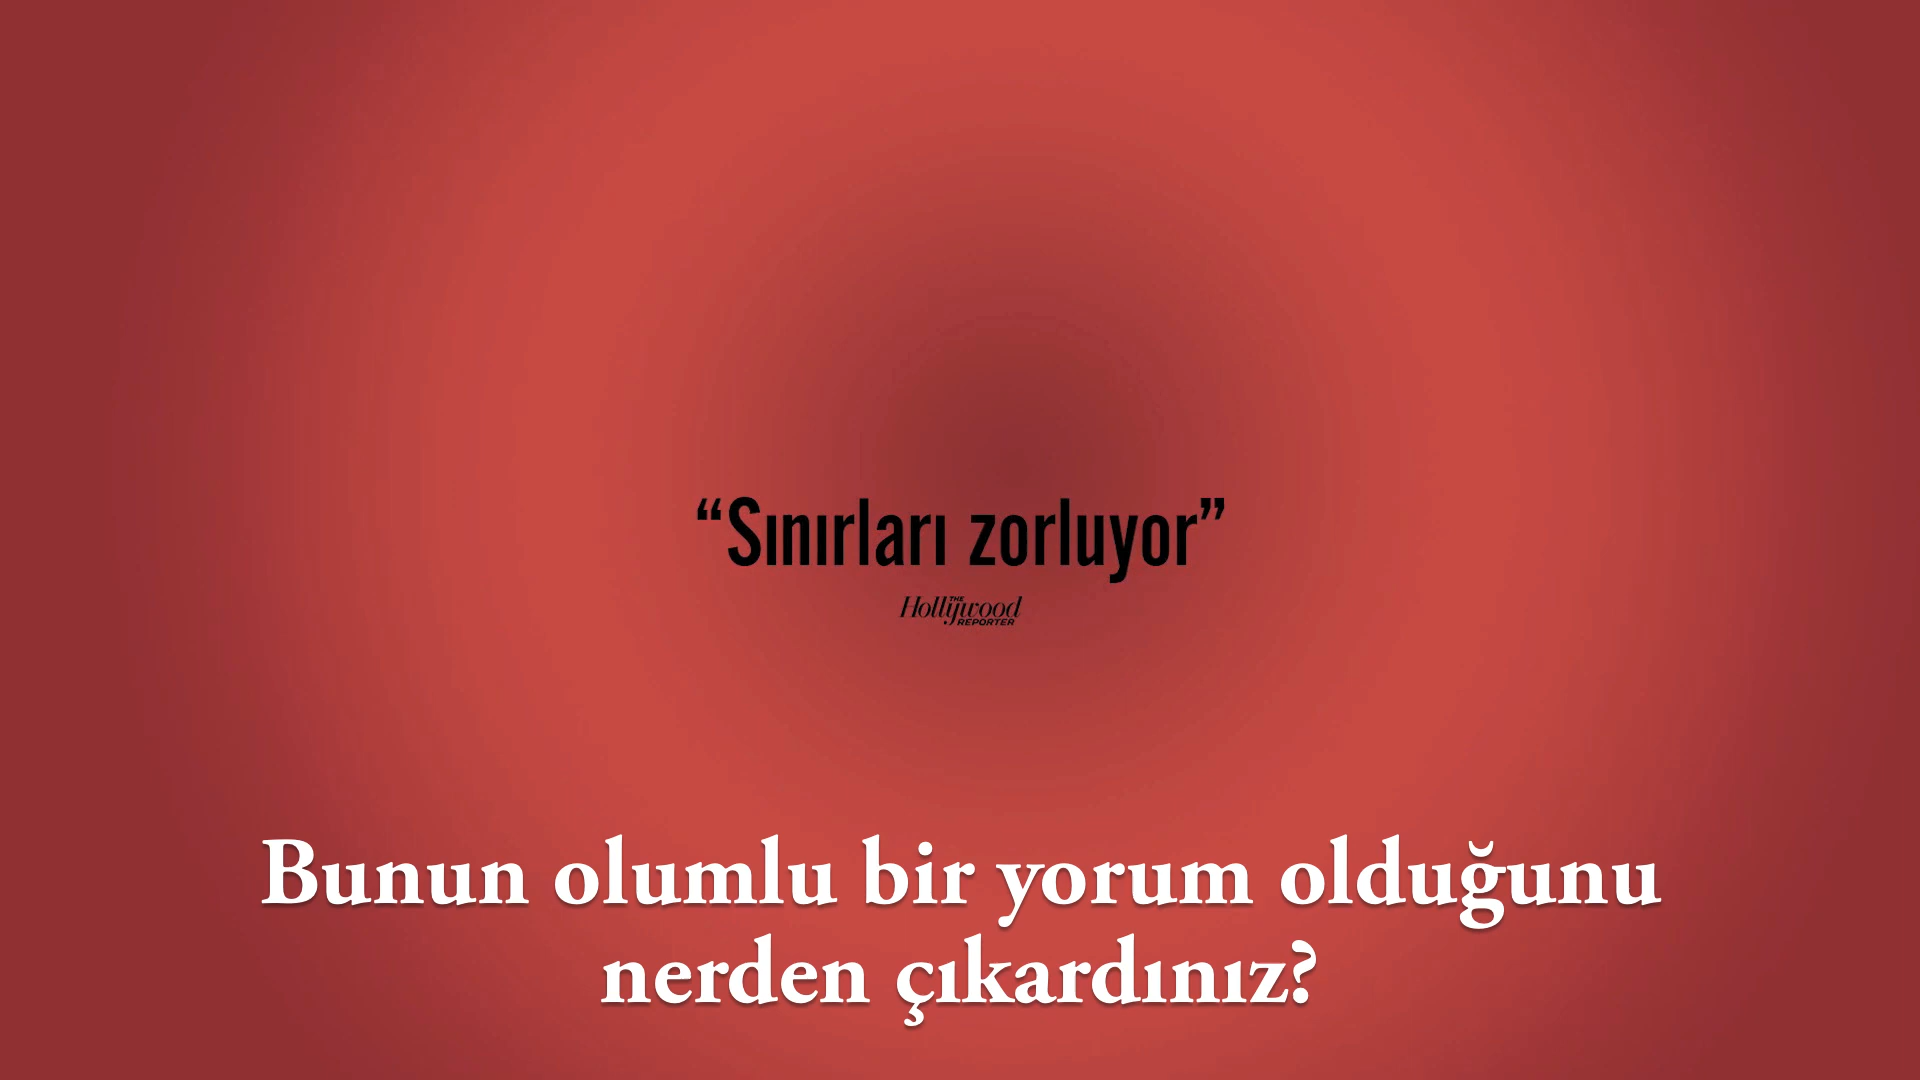 “Sınırları zorluyor”
THE
Hollywood
REPORTER
Bunun olumlu bir yorum olduğunu
nerden çıkardınız?